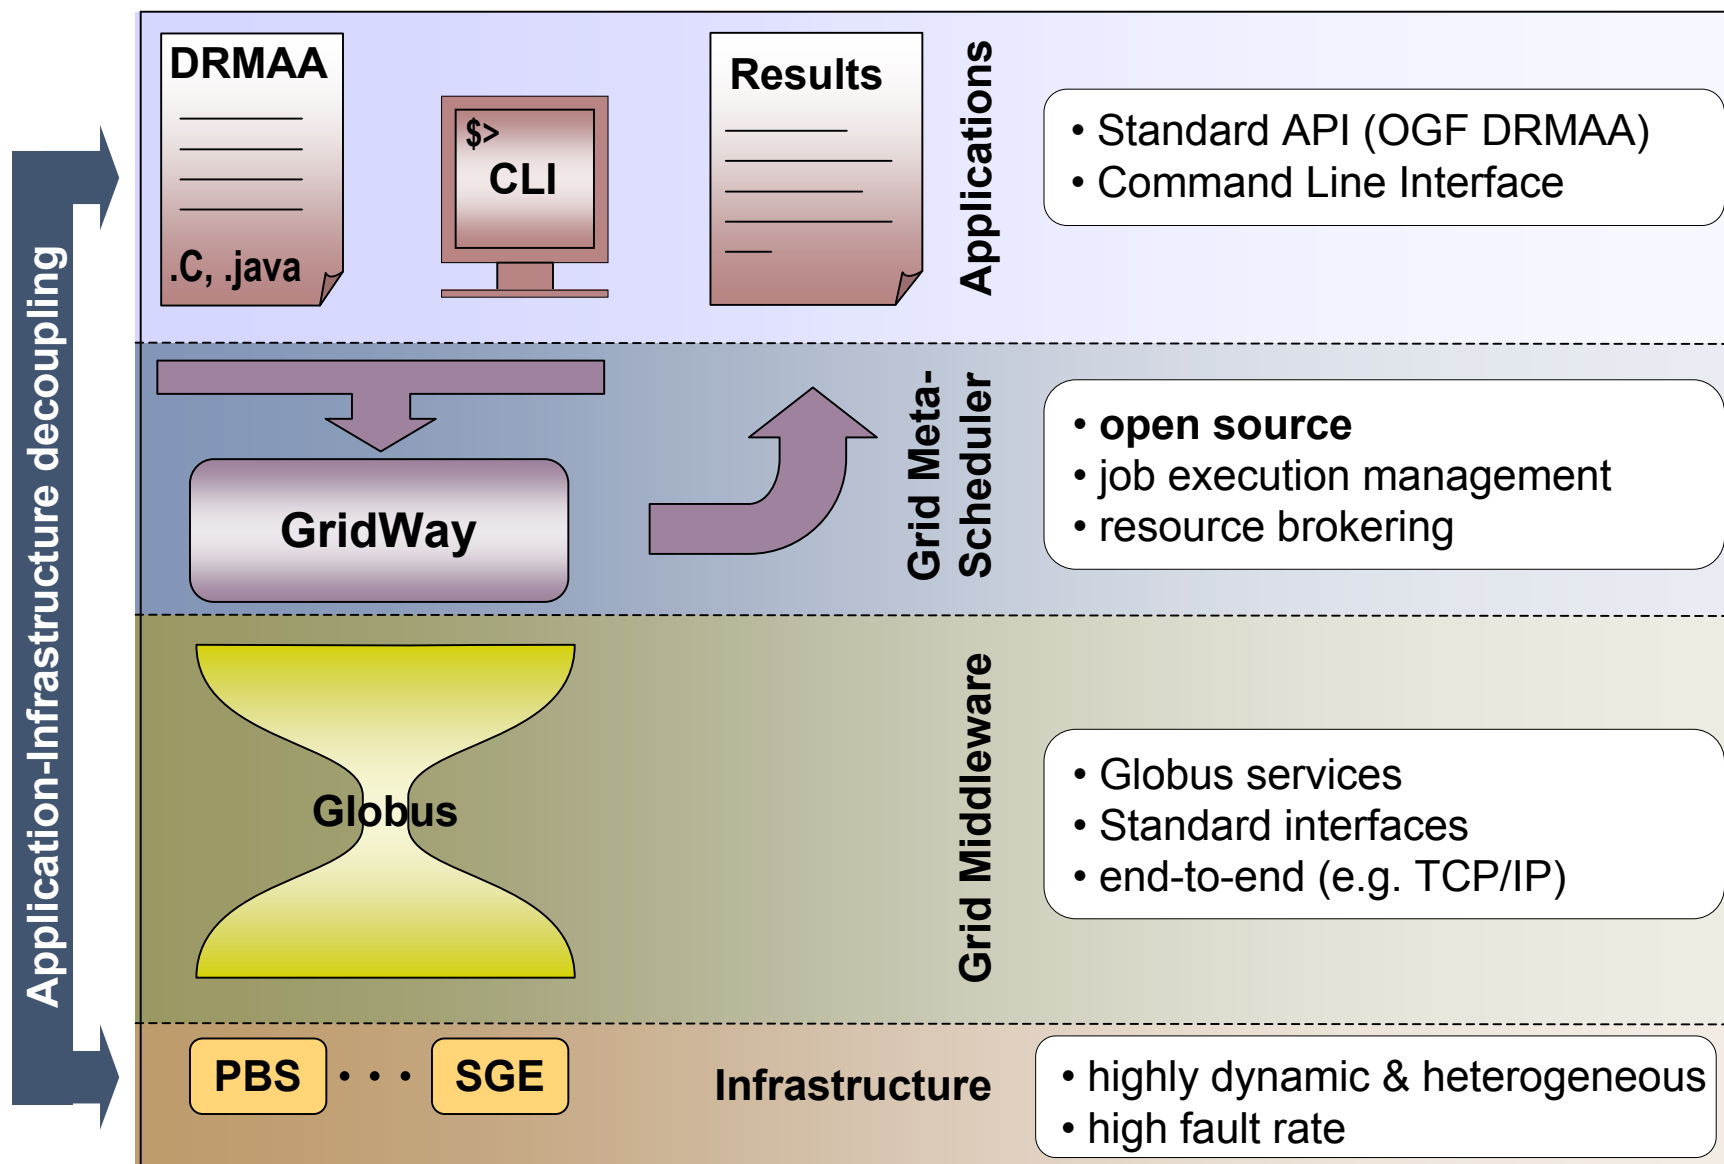 Application-Infrastructure decoupling
DRMAA
.C, .java
$>
CLI
Results
Applications
• Standard API (OGF DRMAA)
• Command Line Interface
GridWay
Grid Meta-
Scheduler
• open source
• job execution management
• resource brokering
Globus
Grid Middleware
• Globus services
• Standard interfaces
• end-to-end (e.g. TCP/IP)
PBS
· · ·
SGE
Infrastructure
• highly dynamic & heterogeneous
• high fault rate